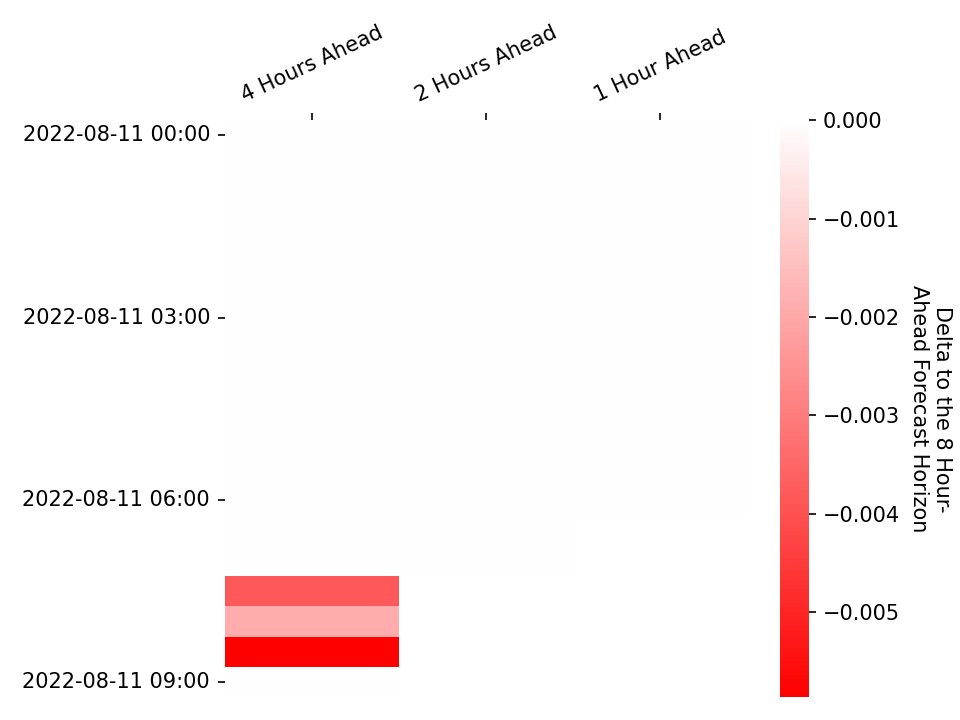 4 Hours Ahead
2 Hours Ahead
1 Hour Ahead
2022-08-11 00:00
2022-08-11 03:00
2022-08-11 06:00
2022-08-11 09:00
0.000
−0.001
−0.002
−0.003
−0.004
−0.005
Delta to the 8 Hour-
Ahead Forecast Horizon